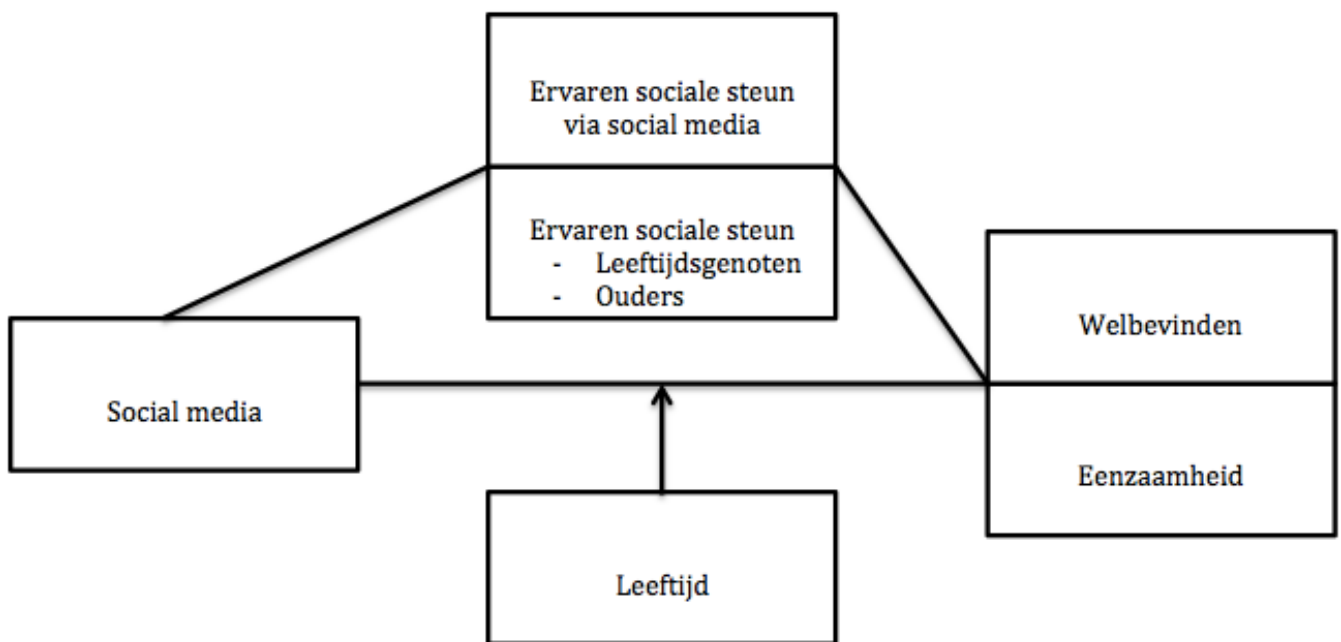 Ervaren sociale steun
via social media
Ervaren sociale steun
- Leeftijdsgenoten
- Ouders
Social media
Welbevinden
Eenzaamheid
Leeftijd